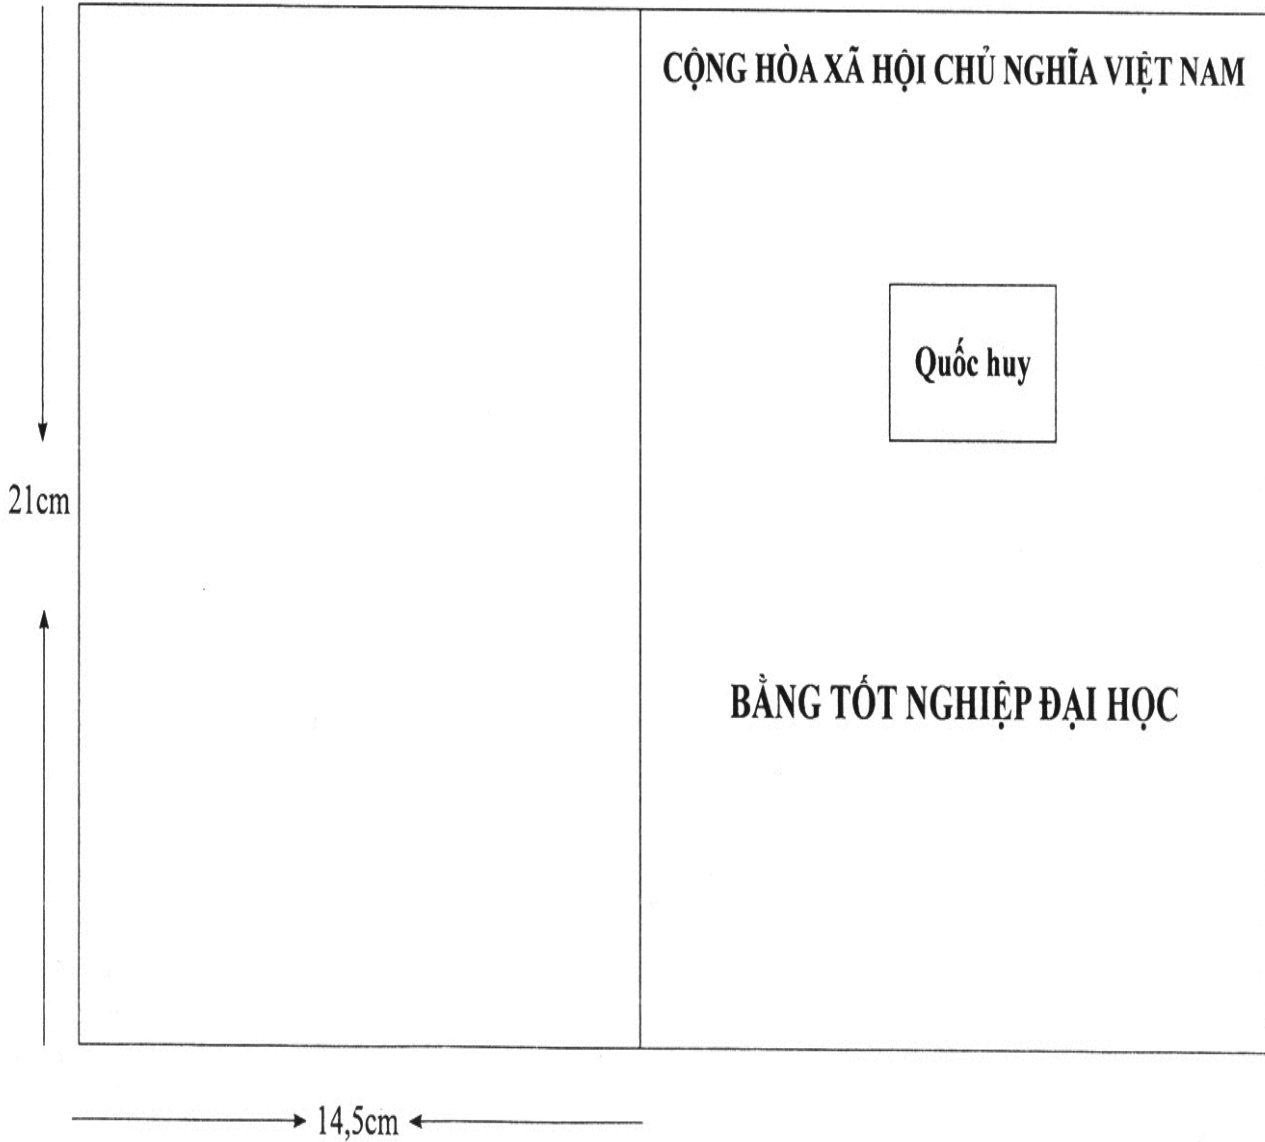 CỘNG HÒA XÃ HỘI CHỦ NGHĨA VIỆT NAM
Quốc huy
21cm
BẰNG TỐT NGHIỆP ĐẠI HỌC
14,5cm